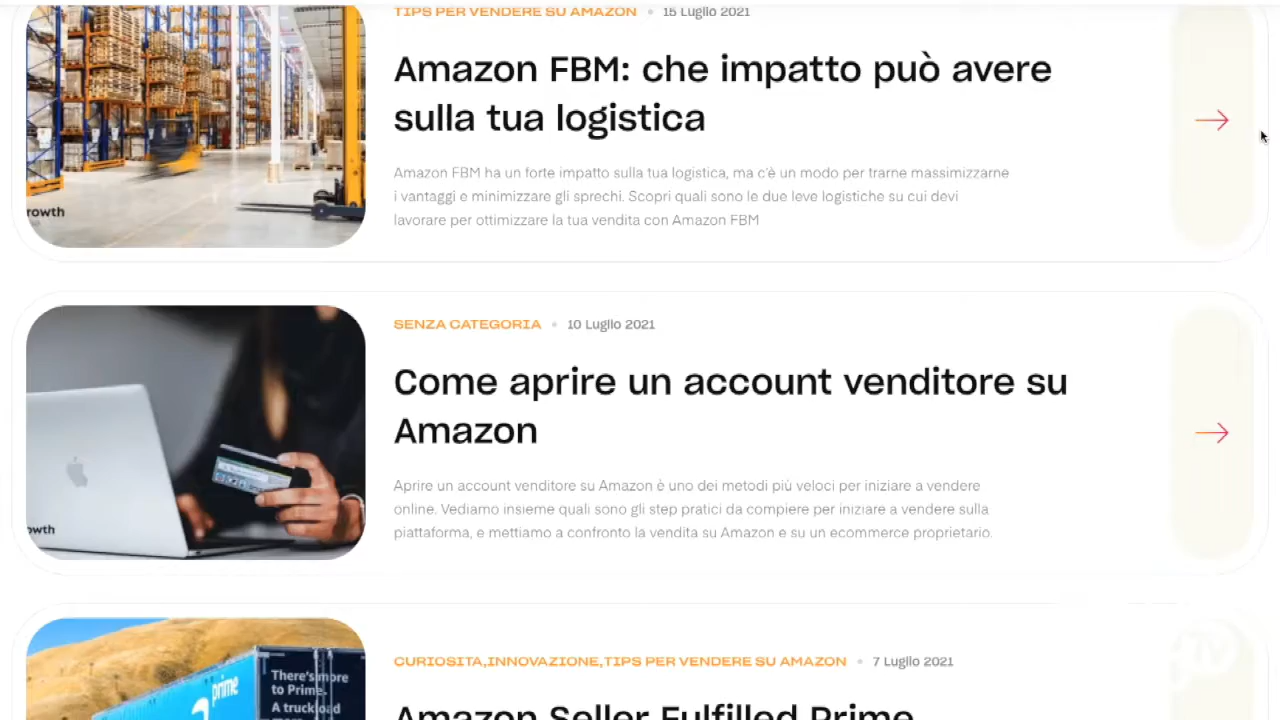 TIPS PER VENDERE SU AMAZON • 15 Luglio 2021
Amazon FBM: che impatto può avere
sulla tua logistica
Amazon FBM ha un forte impatto sulla tua logistica, ma c'è un modo per trarne massimizzarne
i vantaggi e minimizzare gli sprechi. Scopri quali sono le due leve logistiche su cui devi
lavorare per ottimizzare la tua vendita con Amazon FBM
rowth
SENZA CATEGORIA • 10 Luglio 2021
Come aprire un account venditore su
Amazon
Aprire un account venditore su Amazon è uno dei metodi più veloci per iniziare a vendere
online. Vediamo insieme quali sono gli step pratici da compiere per iniziare a vendere sulla
piattaforma, e mettiamo a confronto la vendita su Amazon e su un ecommerce proprietario.
owth
CURIOSITA,INNOVAZIONE,TIPS PER VENDERE SU AMAZON • 7 Luglio 2021
Amazon Seller Fulfilled Prime
prime
There's more
to Prime.
A truckload